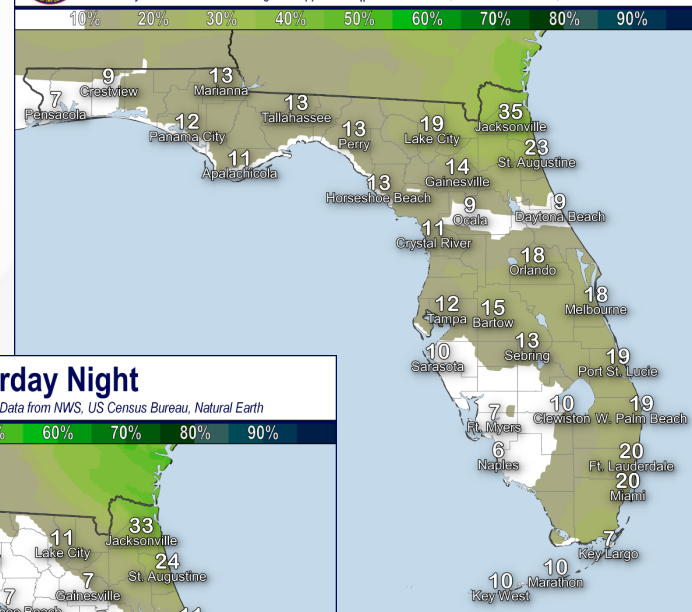 10% 20% 30% 40% 50% 60% 70% 80% 90%
9
Crestview
13
Marianna
7
Pensacola
13
Tallahassee
35
Jacksonville
12
Panama City
13
Perry
19
Lake City
23
St. Augustine
11
Apalachicola
14
Gainesville
13
Horseshoe Beach
9
Ocala
9
Daytona Beach
11
Crystal River
18
Orlando
18
Melbourne
12
Tampa
15
Bartow
10
Sarasota
13
Sebring
19
Port St. Lucie
7
Ft. Myers
10
Clewiston
19
W. Palm Beach
6
Naples
20
Ft. Lauderdale
20
Miami
7
Key Largo
10
Marathon
10
Key West
rday Night
Data from NWS, US Census Bureau, Natural Earth
% 60% 70% 80% 90%
33
Jacksonville
11
Lake City
24
St. Augustine
7
Gainesville
7
Beach
11